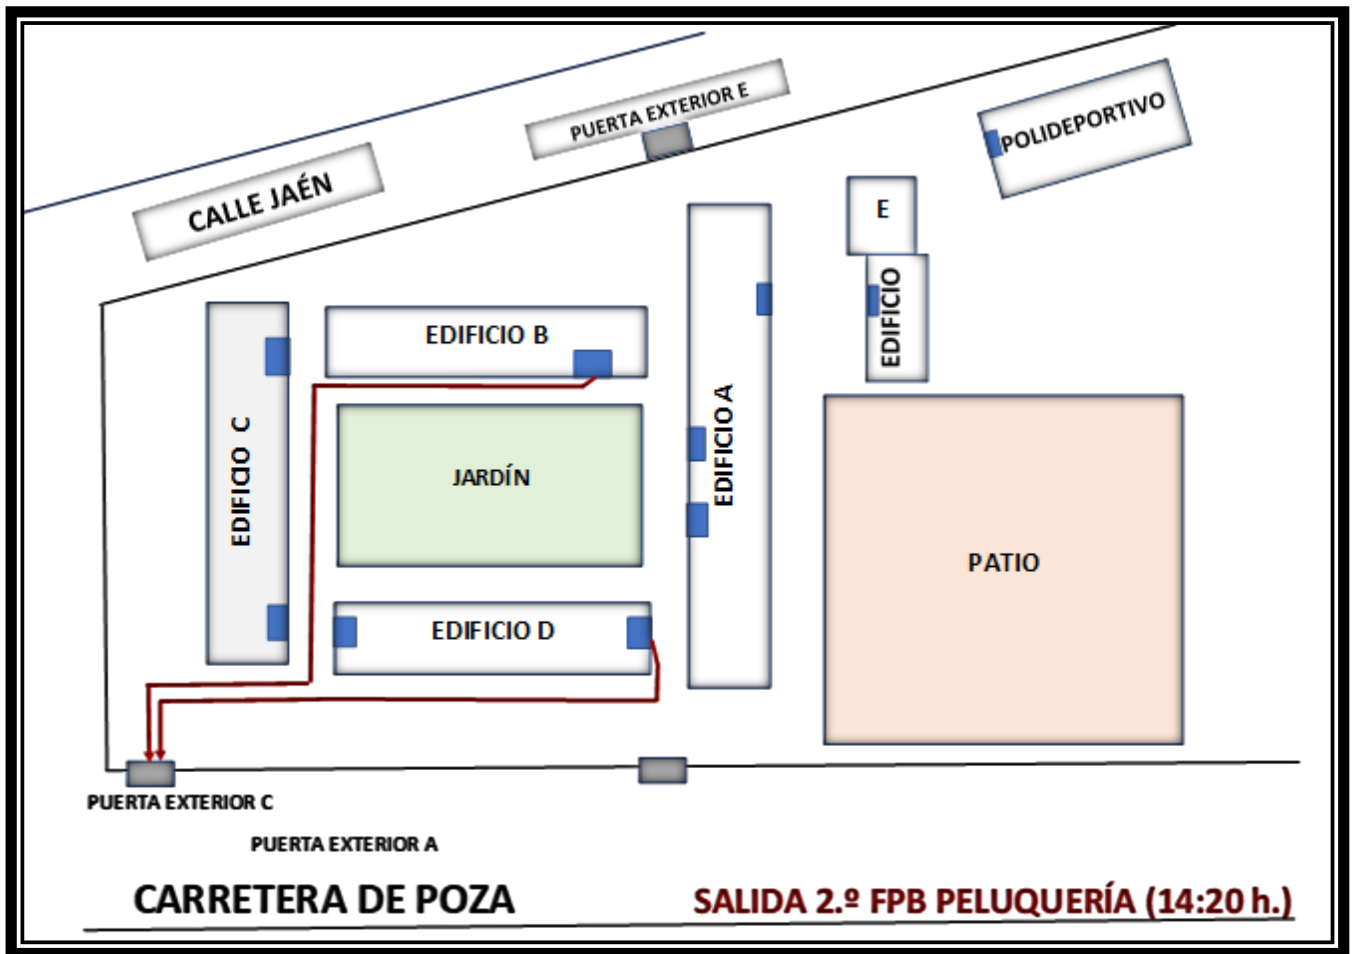 PUERTA EXTERIOR E
POLIDEPORTIVO
CALLE JAÉN
E
EDIFICIO
EDIFICIO B
EDIFICIO A
EDIFICIO C
JARDÍN
PATIO
EDIFICIO D
PUERTA EXTERIOR C
PUERTA EXTERIOR A
CARRETERA DE POZA
SALIDA 2.º FPB PELUQUERÍA (14:20 h.)